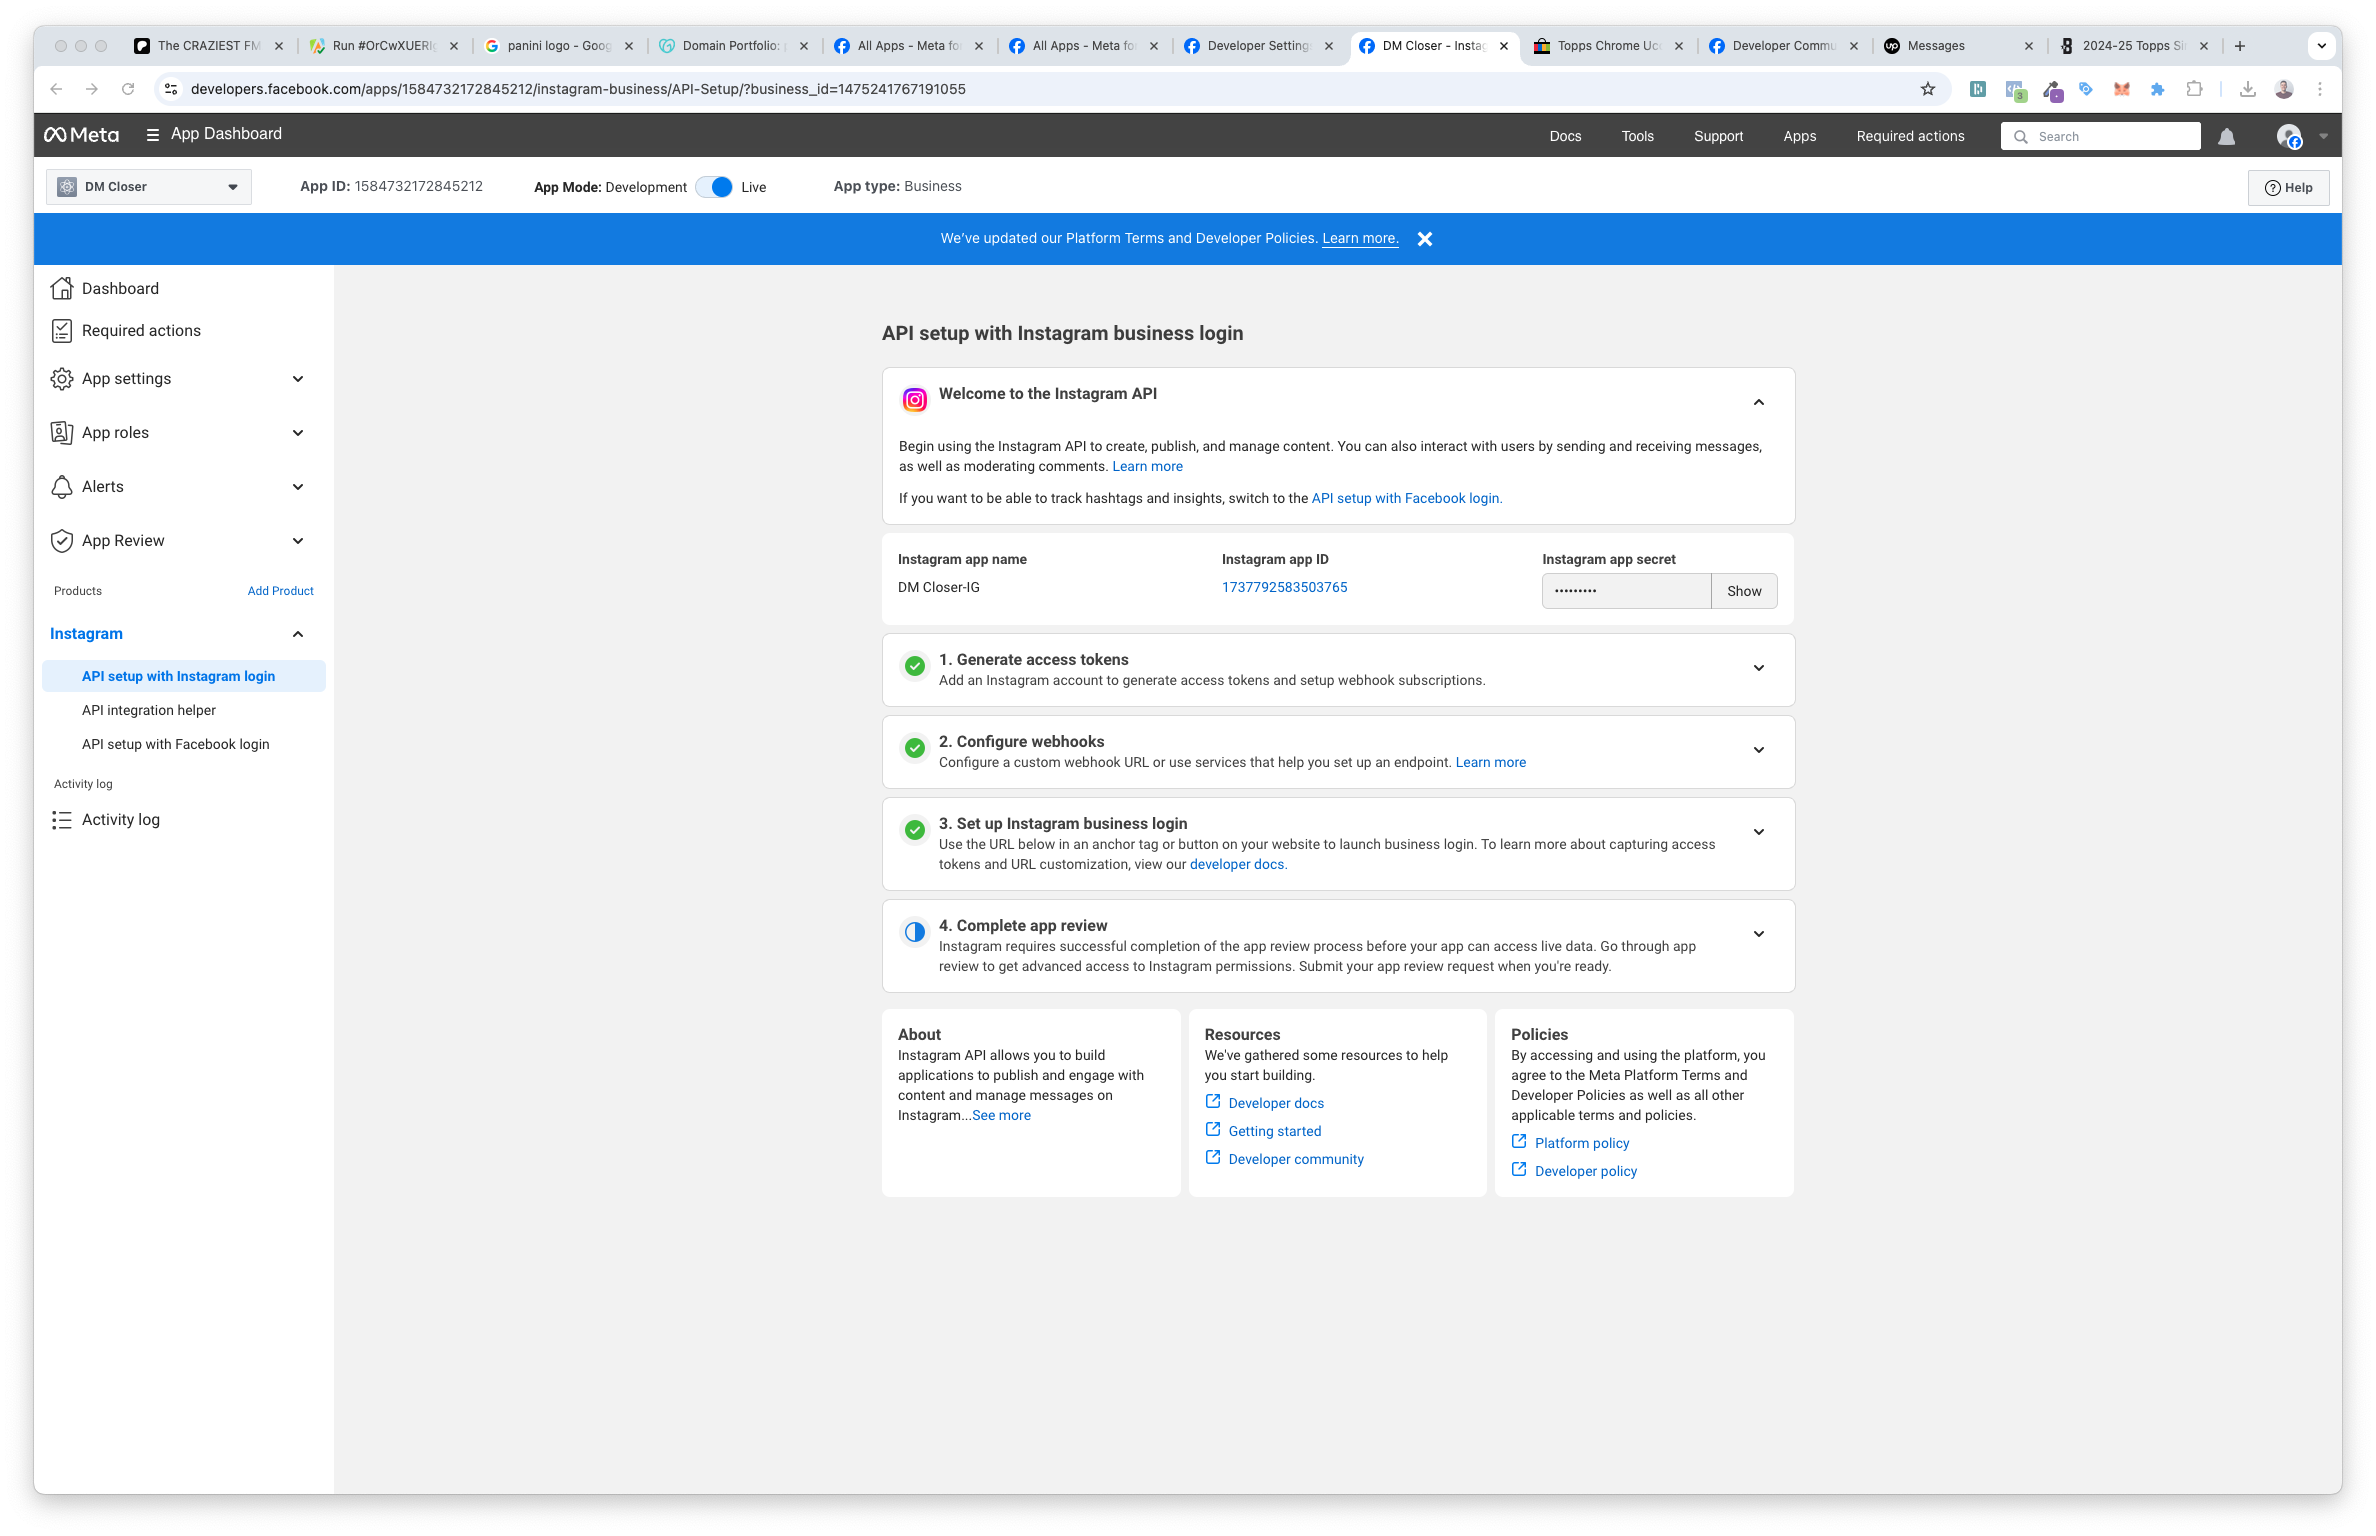 The CRAZIEST FM
Run #OrCwXUERI
panini logo - Goog
Domain Portfolio:
All Apps - Meta fo
All Apps - Meta fo
Developer Setting
DM Closer - Instag
Topps Chrome Ucc
Developer Commu
Messages
2024-25 Topps Si
developers.facebook.com/apps/1584732172845212/instagram-business/API-Setup/?business_id=1475241767191055
3
Meta
App Dashboard
Docs
Tools
Support
Apps
Required actions
Search
DM Closer
App ID: 1584732172845212
App Mode: Development
Live
App type: Business
Help
We've updated our Platform Terms and Developer Policies. Learn more.
Dashboard
Required actions
App settings
App roles
Alerts
App Review
Products
Add Product
Instagram
API setup with Instagram login
API integration helper
API setup with Facebook login
Activity log
Activity log
API setup with Instagram business login
Welcome to the Instagram API
Begin using the Instagram API to create, publish, and manage content. You can also interact with users by sending and receiving messages,
as well as moderating comments. Learn more
If you want to be able to track hashtags and insights, switch to the API setup with Facebook login.
Instagram app name
DM Closer-IG
Instagram app ID
1737792583503765
Instagram app secret
•••••••••
Show
1. Generate access tokens
Add an Instagram account to generate access tokens and setup webhook subscriptions.
2. Configure webhooks
Configure a custom webhook URL or use services that help you set up an endpoint. Learn more
3. Set up Instagram business login
Use the URL below in an anchor tag or button on your website to launch business login. To learn more about capturing access
tokens and URL customization, view our developer docs.
4. Complete app review
Instagram requires successful completion of the app review process before your app can access live data. Go through app
review to get advanced access to Instagram permissions. Submit your app review request when you're ready.
About
Instagram API allows you to build
applications to publish and engage with
content and manage messages on
Instagram...See more
Resources
We've gathered some resources to help
you start building.
Developer docs
Getting started
Developer community
Policies
By accessing and using the platform, you
agree to the Meta Platform Terms and
Developer Policies as well as all other
applicable terms and policies.
Platform policy
Developer policy